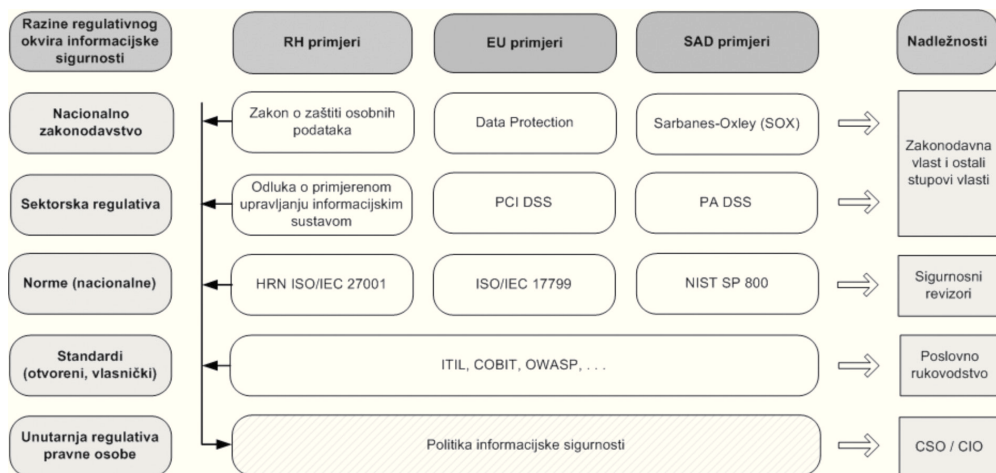 Razine regulativnog
okvira informacijske
sigurnosti
RH primjeri
EU primjeri
SAD primjeri
Nadležnosti
Nacionalno
zakonodavstvo
Zakon o zaštiti osobnih
podataka
Data Protection
Sarbanes-Oxley (SOX)
Zakonodavna
vlast i ostali
stupovi vlasti
Sektorska regulativa
Odluka o primjerenom
upravljanju informacijskim
sustavom
PCI DSS
PA DSS
Norme (nacionalne)
HRN ISO/IEC 27001
ISO/IEC 17799
NIST SP 800
Sigurnosni
revizori
Standardi
(otvoreni, vlasnički)
ITIL, COBIT, OWASP, . . .
Poslovno
rukovodstvo
Unutarnja regulativa
pravne osobe
Politika informacijske sigurnosti
CSO / CIO